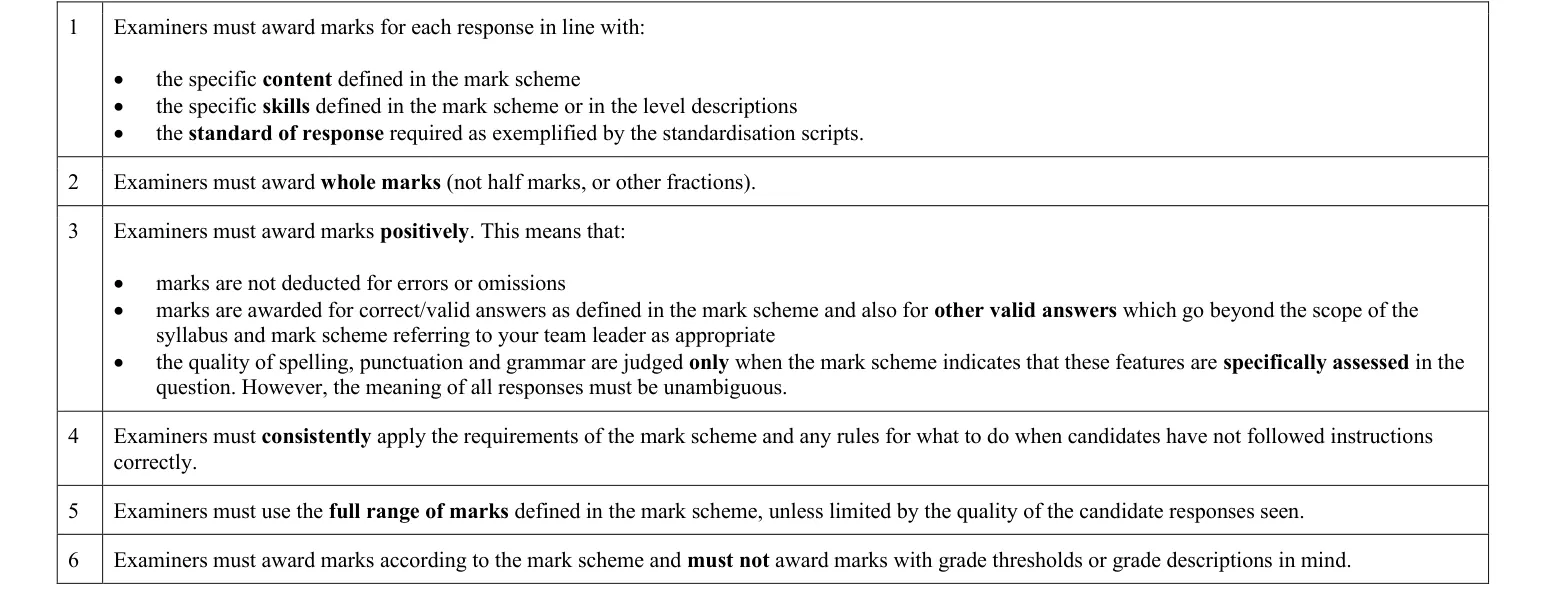 1 Examiners must award marks for each response in line with:
• the specific content defined in the mark scheme
• the specific skills defined in the mark scheme or in the level descriptions
• the standard of response required as exemplified by the standardisation scripts.
2 Examiners must award whole marks (not half marks, or other fractions).
3 Examiners must award marks positively. This means that:
• marks are not deducted for errors or omissions
• marks are awarded for correct/valid answers as defined in the mark scheme and also for other valid answers which go beyond the scope of the
syllabus and mark scheme referring to your team leader as appropriate
• the quality of spelling, punctuation and grammar are judged only when the mark scheme indicates that these features are specifically assessed in the
question. However, the meaning of all responses must be unambiguous.
4 Examiners must consistently apply the requirements of the mark scheme and any rules for what to do when candidates have not followed instructions
correctly.
5 Examiners must use the full range of marks defined in the mark scheme, unless limited by the quality of the candidate responses seen.
6 Examiners must award marks according to the mark scheme and must not award marks with grade thresholds or grade descriptions in mind.